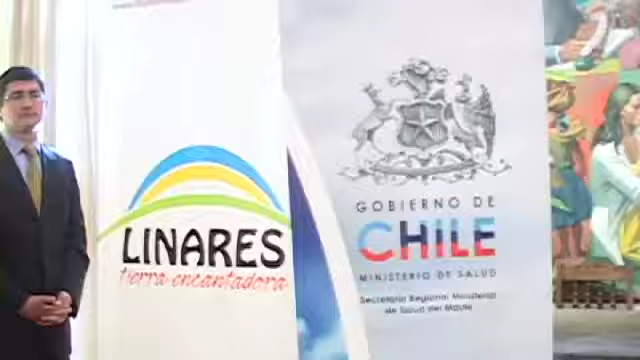 LINARES
tierra encantadora
GOBIERNO DE
CHILE
MINISTERIO DE SALUD
Secretaría Regional Ministerial
de Salud del Maule